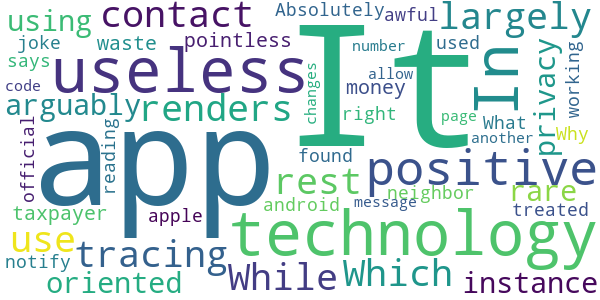 using contact Absolutely awful largely
joke waste pointless number used
says useless It In
code changes allow privacy working
arguably renders money right page
official reading app found What Why
another
rest positive rare
taxpayer apple android neighbor treated
message
use tracing technology
notify oriented While Which instance